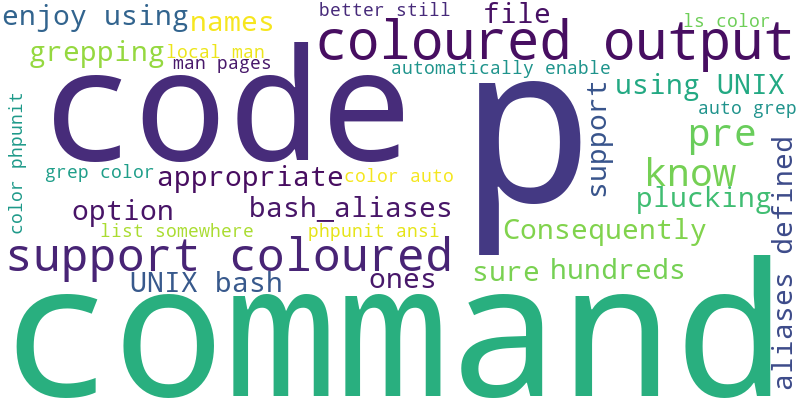 better still
enjoy using
names
file
ls color
coloured output
grepping
local man
man pages
automatically enable
using UNIX
code
p
support
auto grep
color phpunit
pre
know
grep color
appropriate
color auto
plucking
option
bash_aliases
aliases defined
list somewhere
phpunit ansi
Consequently
support coloured
UNIX bash
ones
sure
hundreds
command